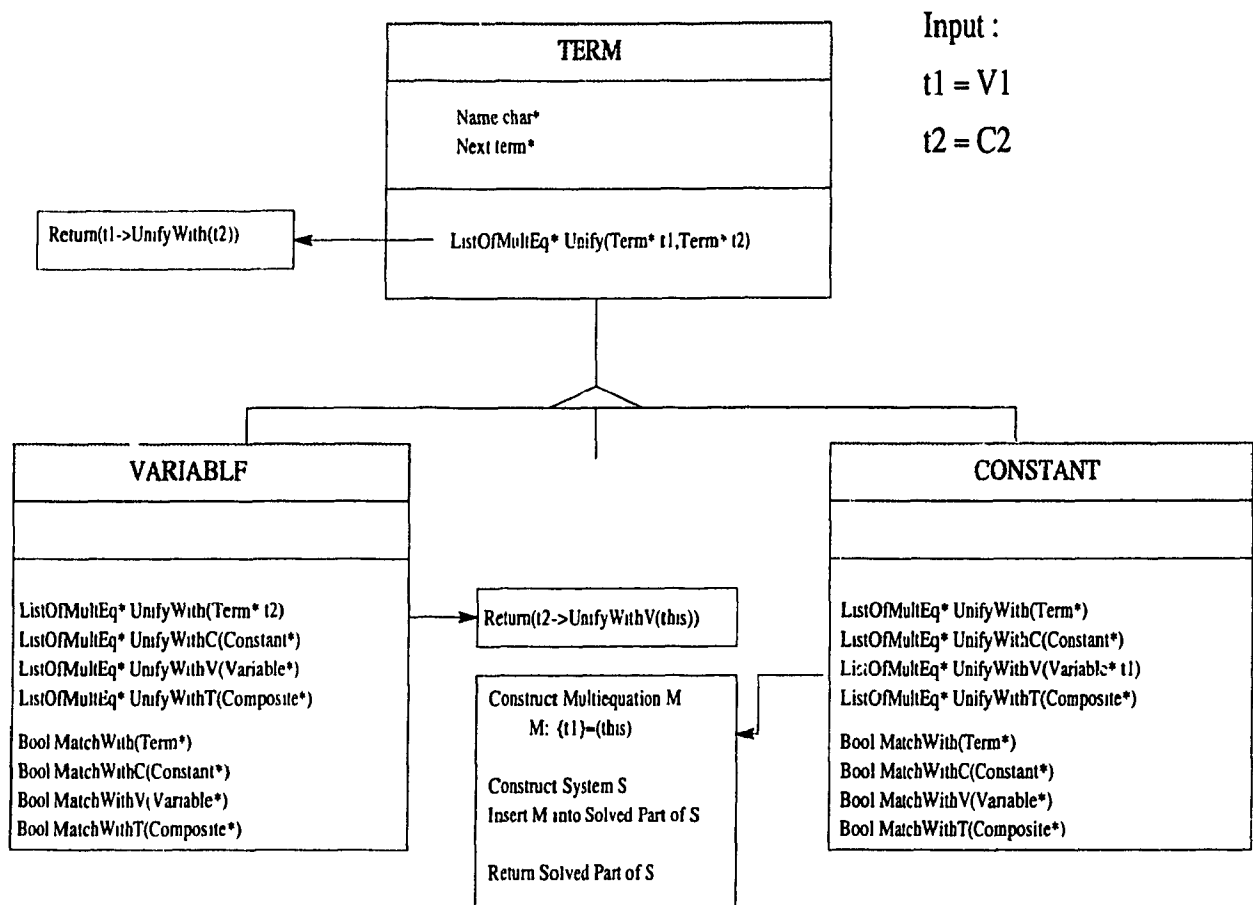 TERM
Name char*
Next term*
ListOfMultEq* Unify(Term* t1,Term* t2)
Input :
t1 = V1
t2 = C2
Return(t1->UnifyWith(t2))
VARIABLF
ListOfMultEq* UnifyWith(Term* t2)
ListOfMultEq* UnifyWithC(Constant*)
ListOfMultEq* UnifyWithV(Variable*)
ListOfMultEq* UnifyWithT(Composite*)
Bool MatchWith(Term*)
Bool MatchWithC(Constant*)
Bool MatchWithV(Variable*)
Bool MatchWithT(Composite*)
Return(t2->UnifyWithV(this))
Construct Multiequation M
M: {t1}=(this)
Construct System S
Insert M into Solved Part of S
Return Solved Part of S
CONSTANT
ListOfMultEq* UnifyWith(Term*)
ListOfMultEq* UnifyWithC(Constant*)
ListOfMultEq* UnifyWithV(Variable* t1)
ListOfMultEq* UnifyWithT(Composite*)
Bool MatchWith(Term*)
Bool MatchWithC(Constant*)
Bool MatchWithV(Variable*)
Bool MatchWithT(Composite*)